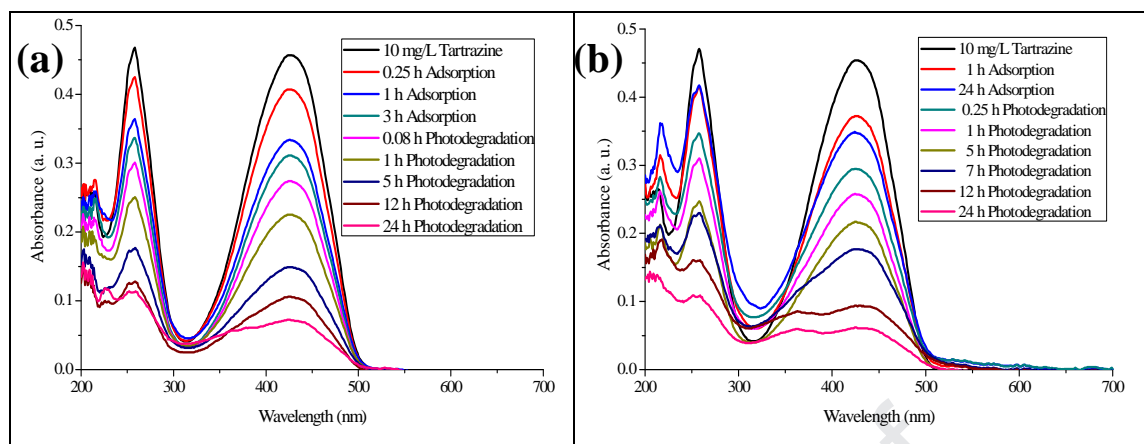 (a)
0.5
0.4
0.3
0.2
0.1
0.0
200
300
400
500
600
700
Absorbance (a. u.)
Wavelength (nm)
10 mg/L Tartrazine
0.25 h Adsorption
1 h Adsorption
3 h Adsorption
0.08 h Photodegradation
1 h Photodegradation
5 h Photodegradation
12 h Photodegradation
24 h Photodegradation
(b)
0.5
0.4
0.3
0.2
0.1
0.0
200
300
400
500
600
700
Absorbance (a. u.)
Wavelength (nm)
10 mg/L Tartrazine
1 h Adsorption
24 h Adsorption
0.25 h Photodegradation
1 h Photodegradation
5 h Photodegradation
7 h Photodegradation
12 h Photodegradation
24 h Photodegradation